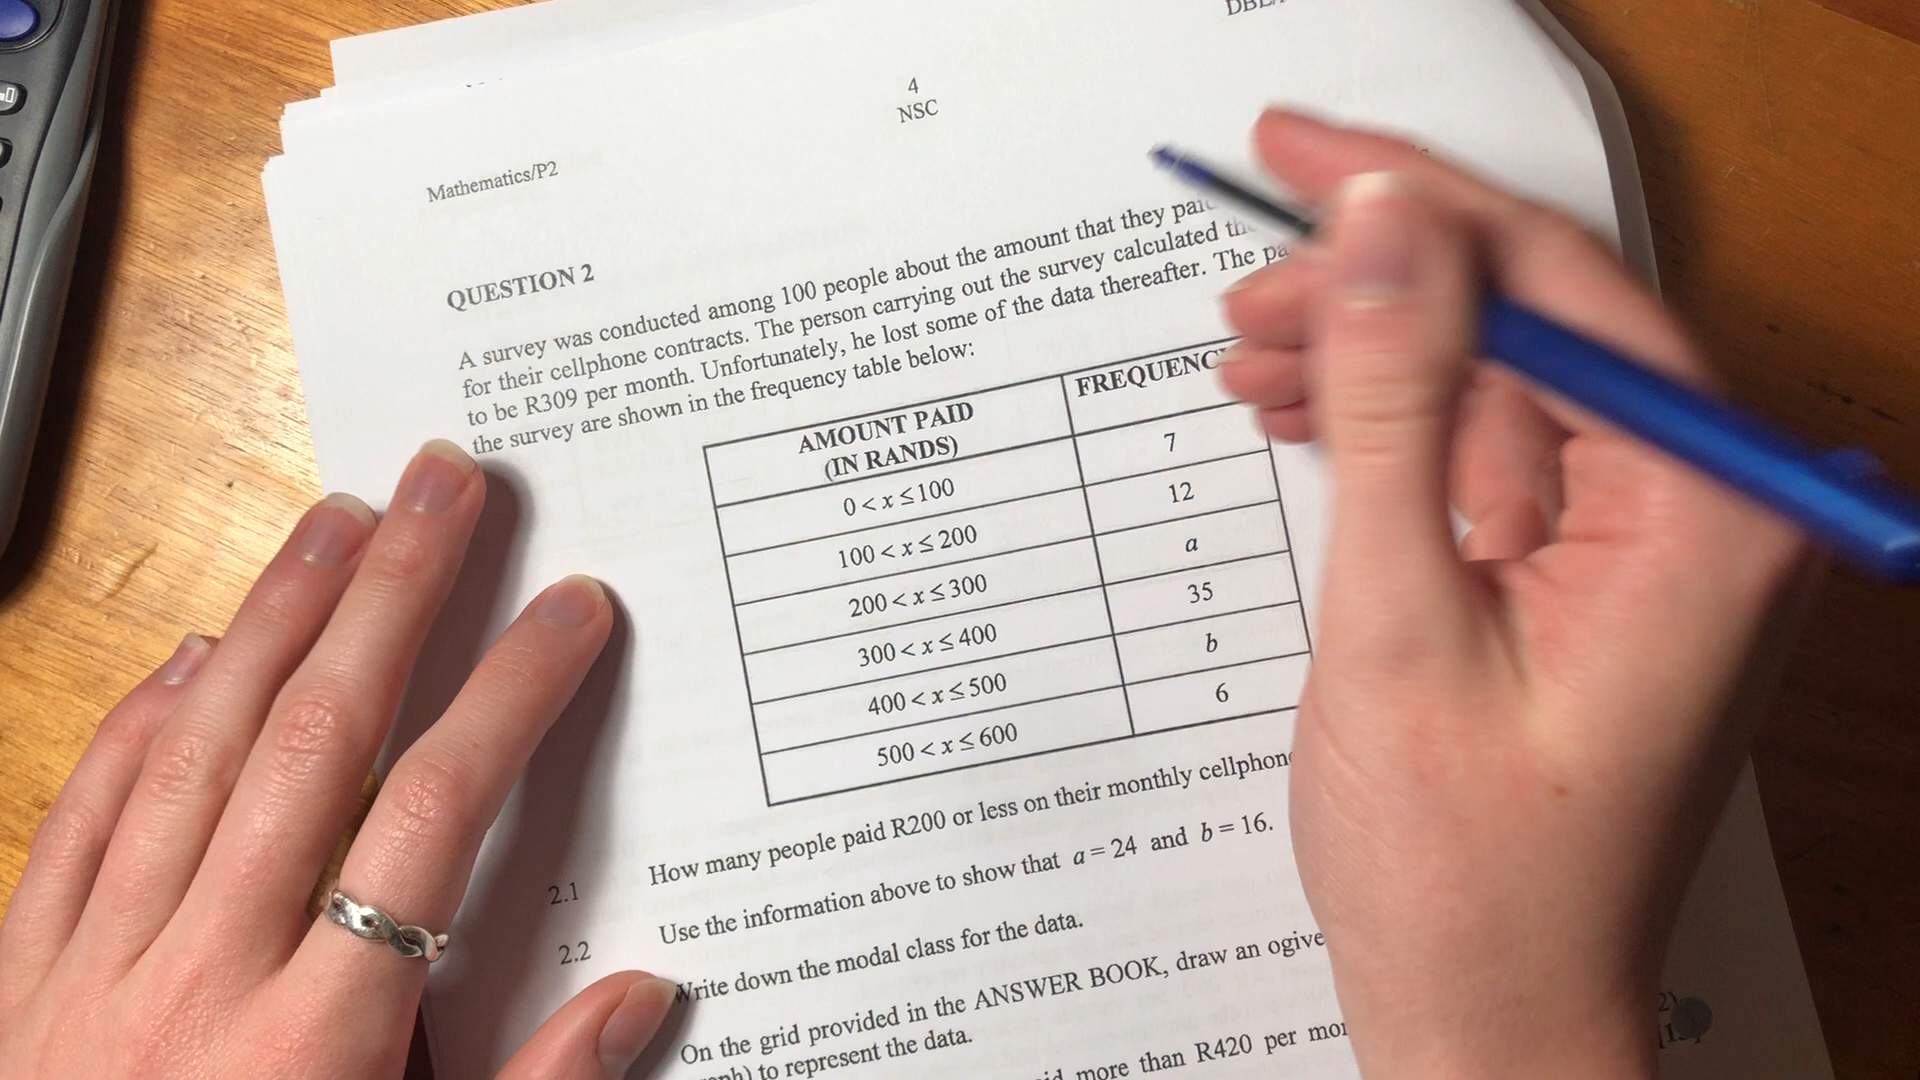 4
NSC
Mathematics/P2
QUESTION 2
A survey was conducted among 100 people about the amount that they
for their cellphone contracts. The person carrying out the survey calculated
to be R309 per month. Unfortunately, he lost some of the data thereafter. The
the survey are shown in the frequency table below:
AMOUNT PAID
(IN RANDS)
0 < x ≤ 100 7
100 < x ≤ 200 12
200 < x ≤ 300 a
300 < x ≤ 400 35
400 < x ≤ 500 b
500 < x ≤ 600 6
2.1 How many people paid R200 or less on their monthly
2.2 Use the information above to show that a = 24 and b = 16.
Write down the modal class for the data.
On the grid provided in the ANSWER BOOK, draw an ogive
to represent the data.
more than R420 per